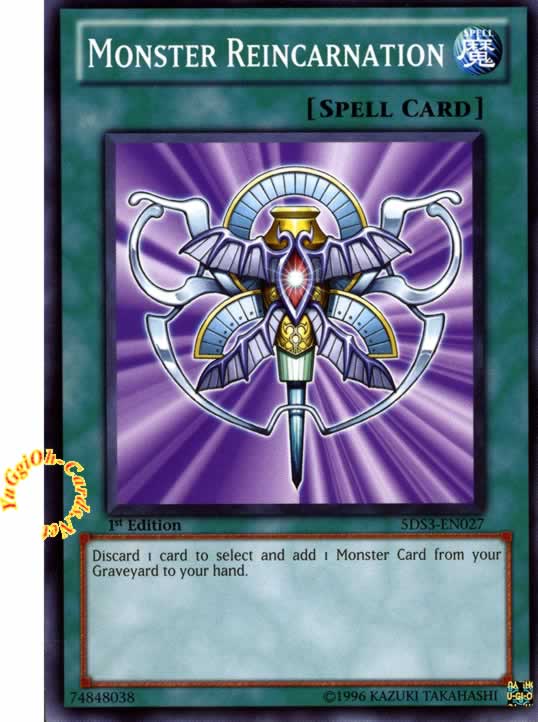 MONSTER REINCARNATION
SPELL
魔
[SPELL CARD]
YuGgiOh-Cards.Net
1st Edition
5DS3-EN027
Discard 1 card to select and add 1 Monster Card from your
Graveyard to your hand.
74848038
©1996 KAZUKI TAKAHASHI